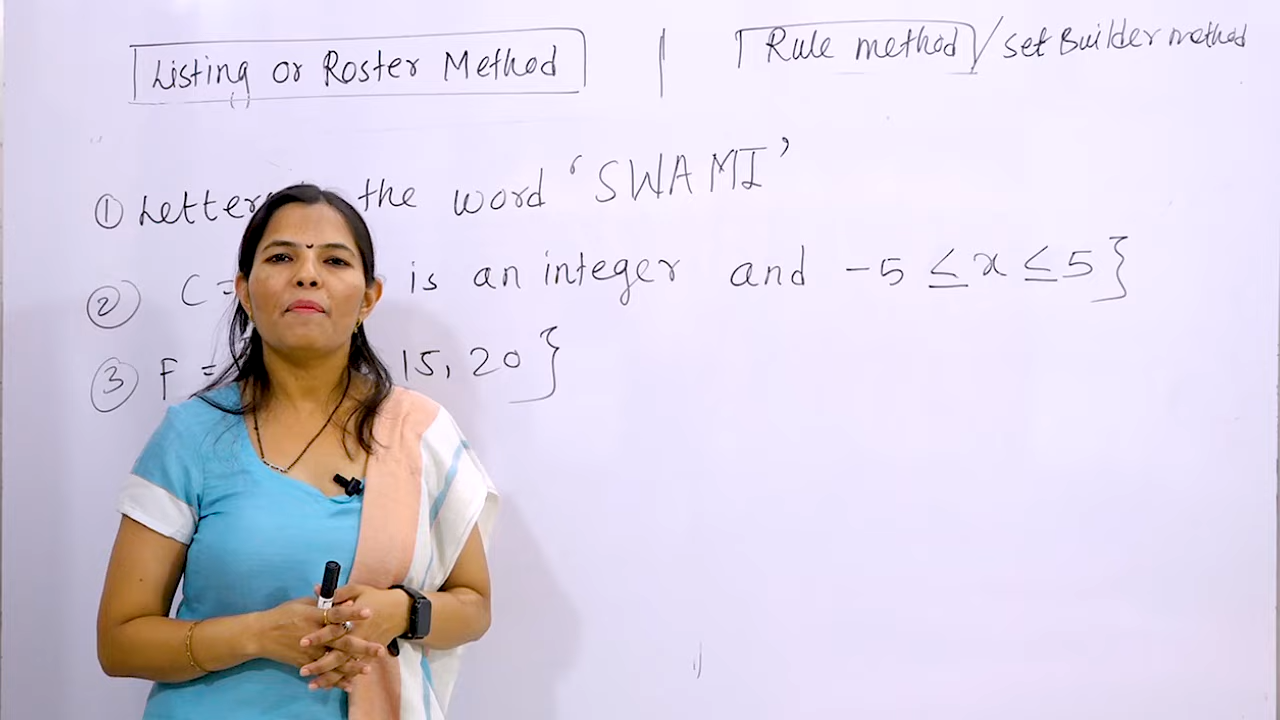 Listing or Roster Method | Rule method / set Builder method
① Letter the word 'SWAMI'
② C = is an integer and -5 ≤ x ≤ 5}
③ F = 15, 20}